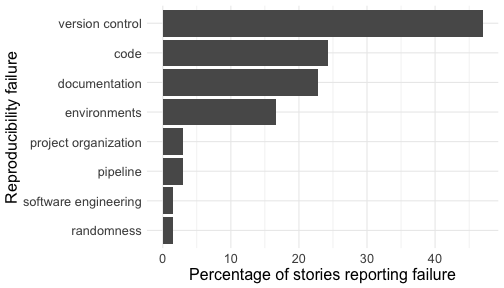 version control
code
documentation
environments
project organization
pipeline
software engineering
randomness
Reproducibility failure
0 10 20 30 40
Percentage of stories reporting failure